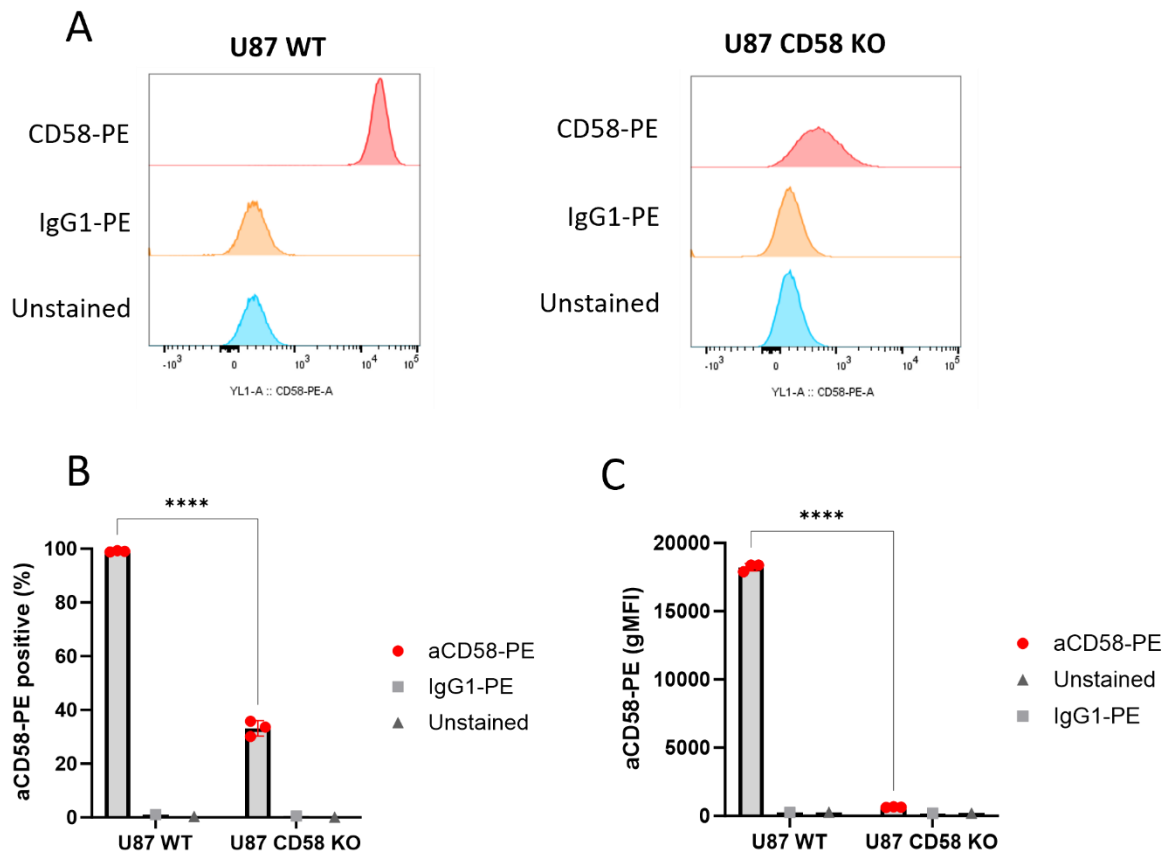 A
U87 WT
U87 CD58 KO
CD58-PE
IgG1-PE
Unstained
-10³ 0 10³ 10⁴ 10⁵
YL1-A :: CD58-PE-A
CD58-PE
IgG1-PE
Unstained
-10³ 0 10³ 10⁴ 10⁵
YL1-A :: CD58-PE-A
B
****
aCD58-PE positive (%)
100
80
60
40
20
0
U87 WT
U87 CD58 KO
aCD58-PE
IgG1-PE
Unstained
C
****
aCD58-PE (gMFI)
20000
15000
10000
5000
0
U87 WT
U87 CD58 KO
aCD58-PE
Unstained
IgG1-PE